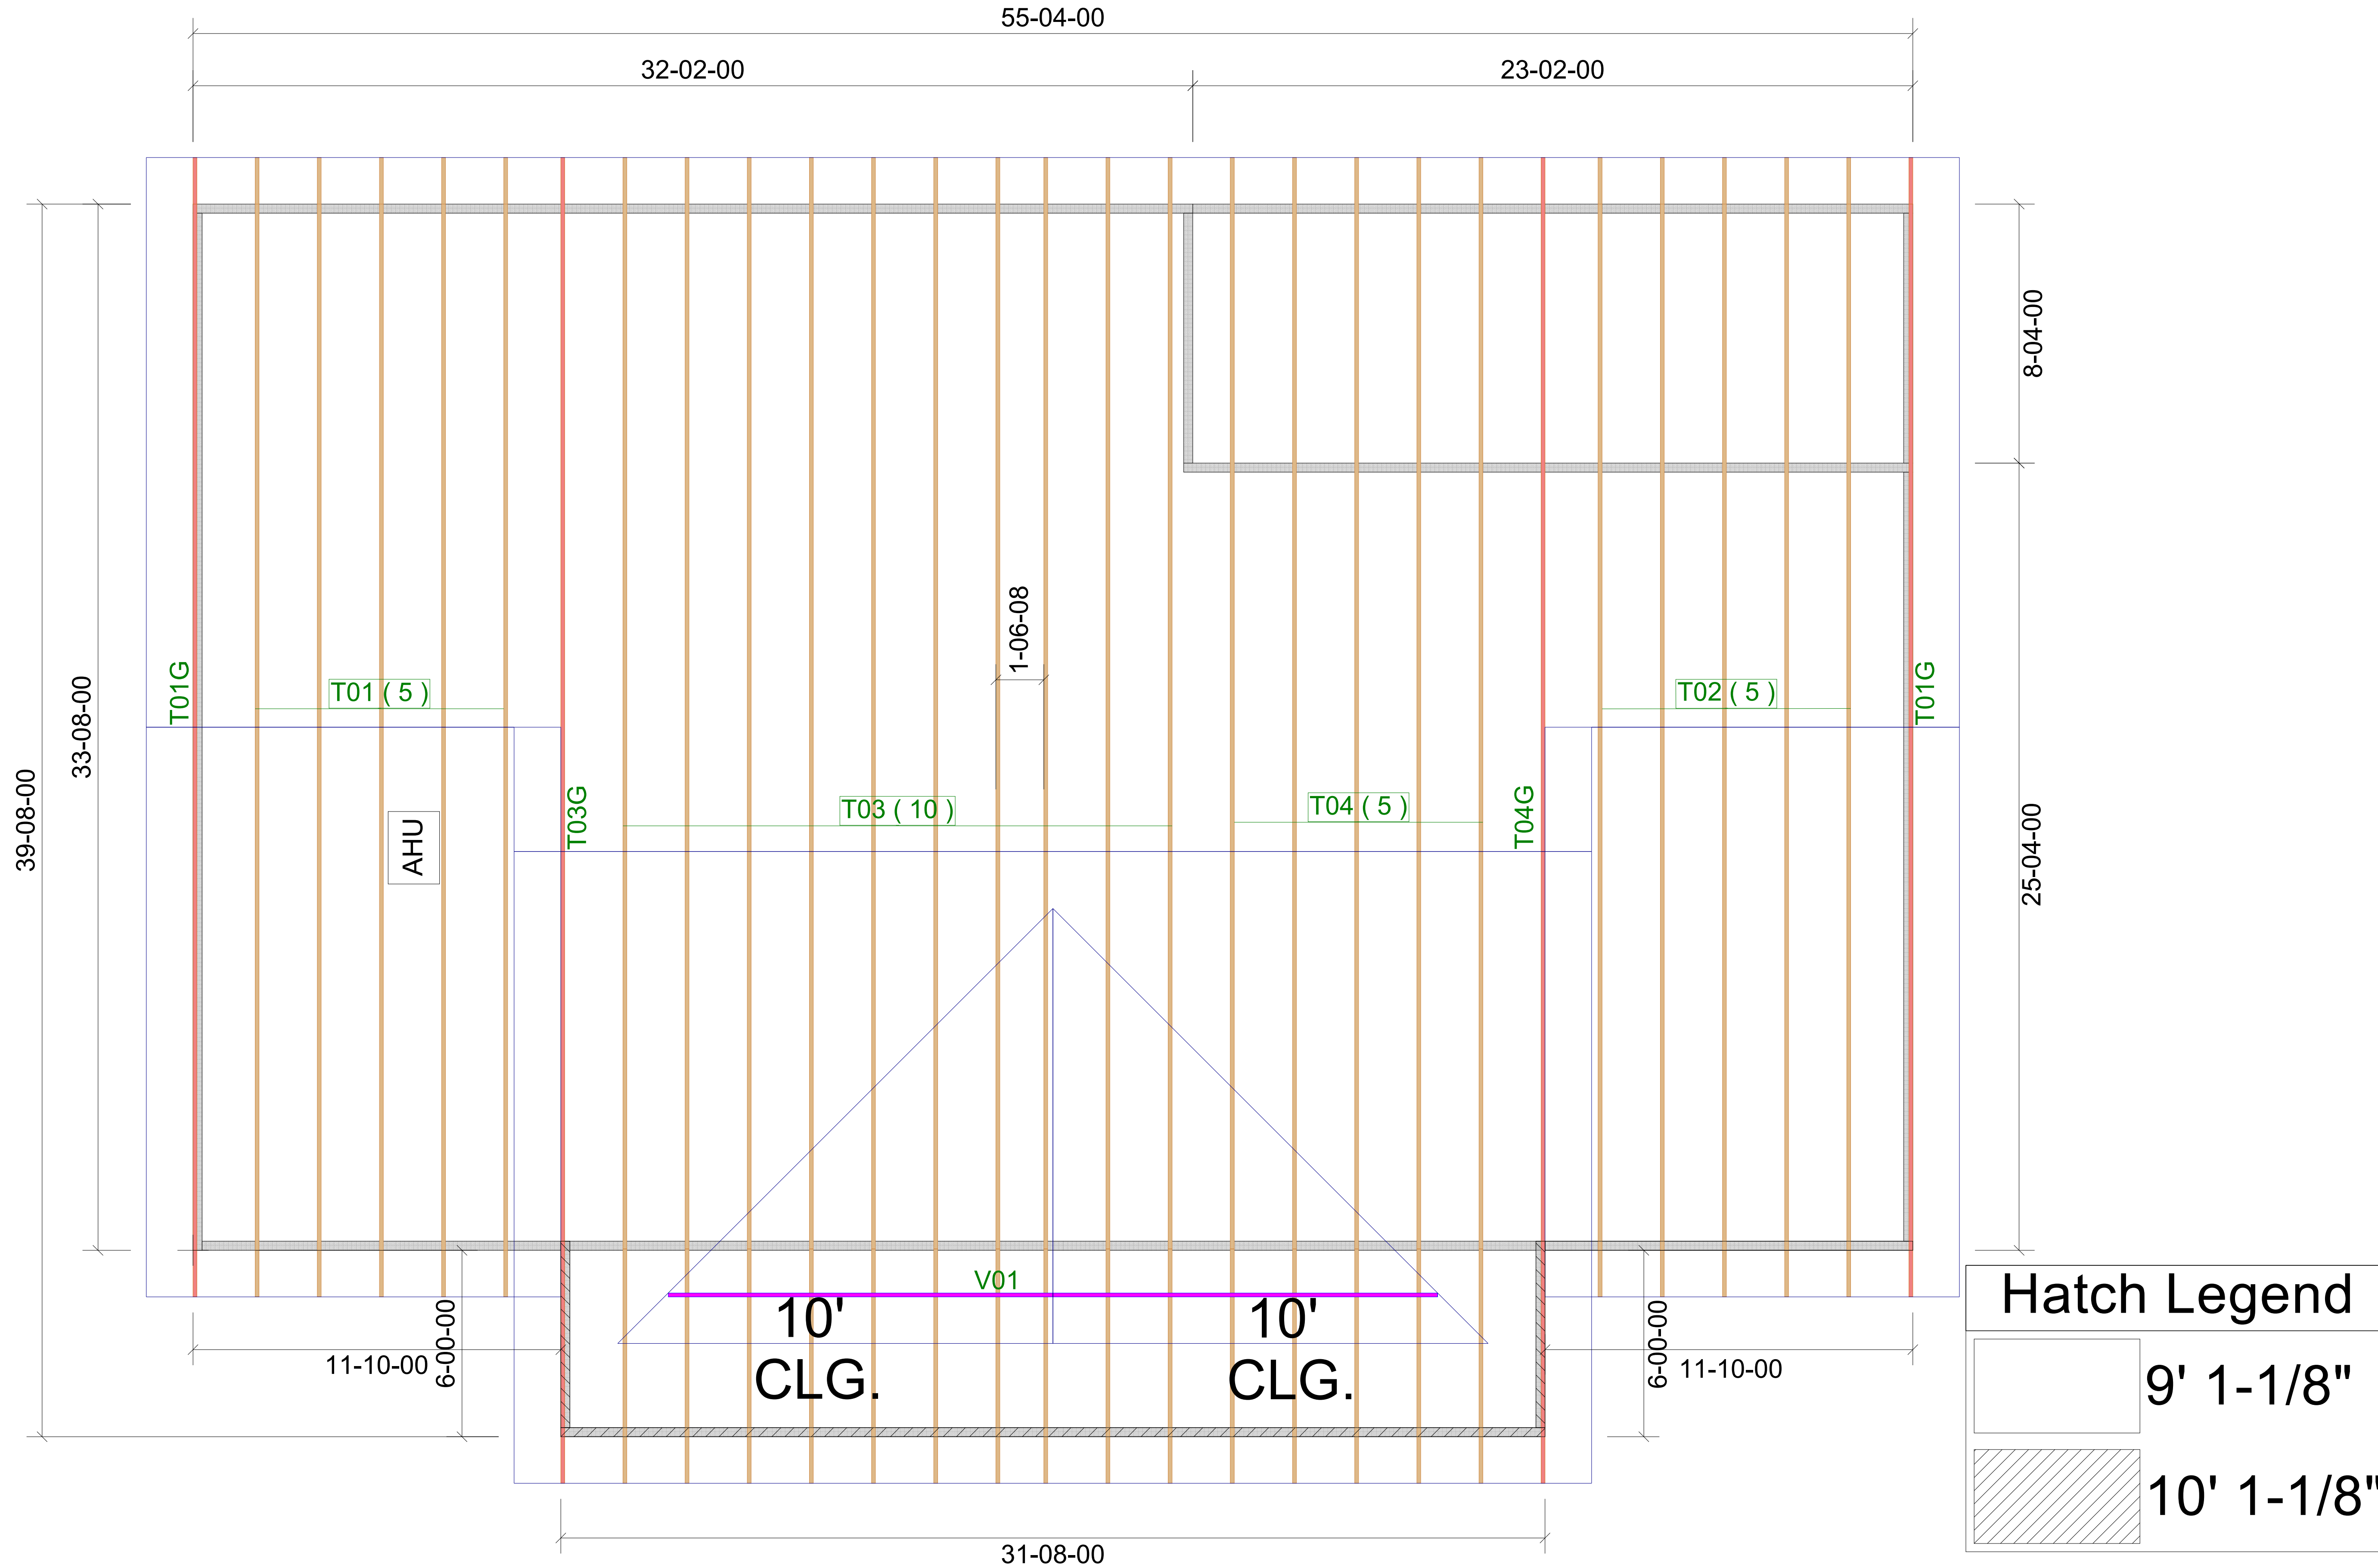 55-04-00
32-02-00
23-02-00
8-04-00
1-06-08
T01G
T01 ( 5 )
T02 ( 5 )
T01G
33-08-00
39-08-00
AHU
T03G
T03 ( 10 )
T04 ( 5 )
T04G
25-04-00
V01
10'
CLG.
10'
CLG.
11-10-00
6-00-00
6-00-00
11-10-00
31-08-00
Hatch Legend
9' 1-1/8"
10' 1-1/8"